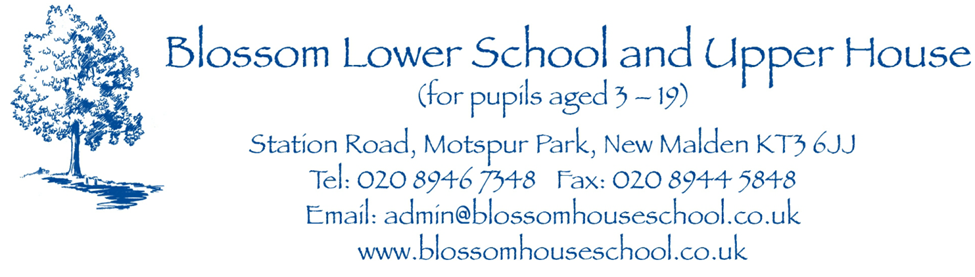 Blossom Lower School and Upper House
(for pupils aged 3 – 19)
Station Road, Motspur Park, New Malden KT3 6JJ
Tel: 020 8946 7348 Fax: 020 8944 5848
Email: admin@blossomhouseschool.co.uk
www.blossomhouseschool.co.uk